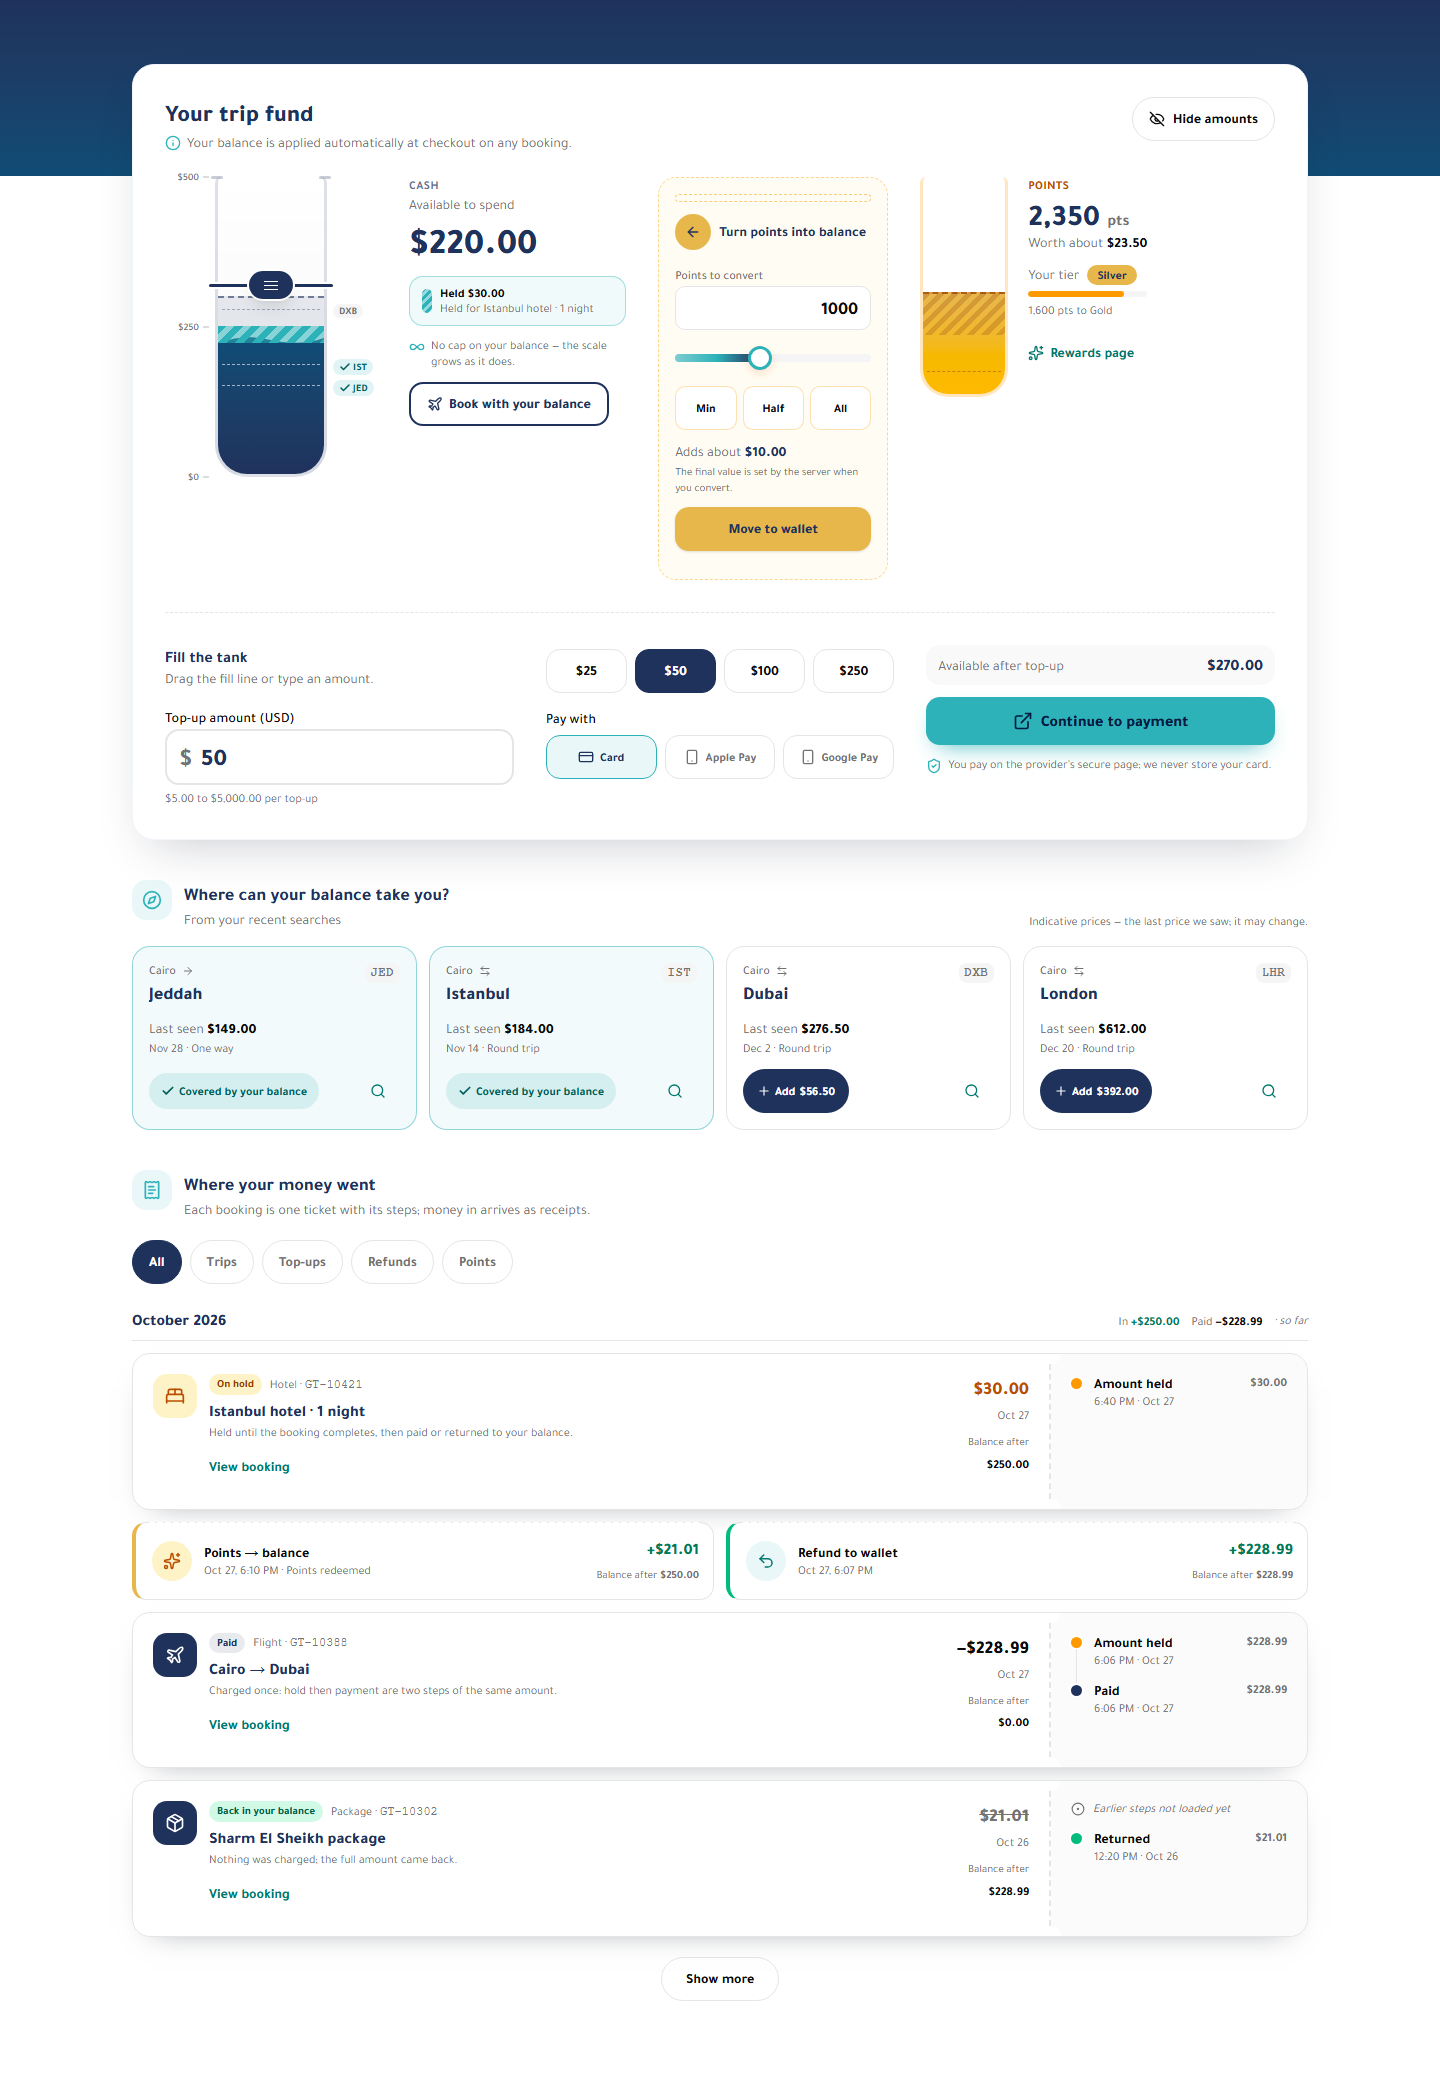 Your trip fund
Your balance is applied automatically at checkout on any booking.
Hide amounts
$500
$250
$0
DXB
IST
JED
CASH
Available to spend
$220.00
Held $30.00
Held for Istanbul hotel · 1 night
No cap on your balance – the scale
grows as it does.
Book with your balance
Turn points into balance
Points to convert
1000
Min
Half
All
Adds about $10.00
The final value is set by the server when
you convert.
Move to wallet
POINTS
2,350 pts
Worth about $23.50
Your tier Silver
1,600 pts to Gold
Rewards page
Fill the tank
Drag the fill line or type an amount.
Top-up amount (USD)
$ 50
$5.00 to $5,000.00 per top-up
$25
$50
$100
$250
Pay with
Card
Apple Pay
Google Pay
Available after top-up $270.00
Continue to payment
You pay on the provider's secure page; we never store your card.
Where can your balance take you?
From your recent searches
Indicative prices – the last price we saw; it may change.
Cairo → JED
Jeddah
Last seen $149.00
Nov 28 · One way
Covered by your balance
Cairo ⇆ IST
Istanbul
Last seen $184.00
Nov 14 · Round trip
Covered by your balance
Cairo ⇆ DXB
Dubai
Last seen $276.50
Dec 2 · Round trip
+ Add $56.50
Cairo ⇆ LHR
London
Last seen $612.00
Dec 20 · Round trip
+ Add $392.00
Where your money went
Each booking is one ticket with its steps; money in arrives as receipts.
All
Trips
Top-ups
Refunds
Points
October 2026
In +$250.00 Paid −$228.99 · so far
On hold Hotel · GT-10421
Istanbul hotel · 1 night
Held until the booking completes, then paid or returned to your balance.
View booking
$30.00
Oct 27
Balance after
$250.00
Amount held $30.00
6:40 PM · Oct 27
Points → balance
Oct 27, 6:10 PM · Points redeemed
+$21.01
Balance after $250.00
Refund to wallet
Oct 27, 6:07 PM
+$228.99
Balance after $228.99
Paid Flight · GT-10388
Cairo → Dubai
Charged once: hold then payment are two steps of the same amount.
View booking
−$228.99
Oct 27
Balance after
$0.00
Amount held $228.99
6:06 PM · Oct 27
Paid $228.99
6:06 PM · Oct 27
Back in your balance Package · GT-10302
Sharm El Sheikh package
Nothing was charged; the full amount came back.
View booking
$21.01
Oct 26
Balance after
$228.99
Earlier steps not loaded yet
Returned $21.01
12:20 PM · Oct 26
Show more